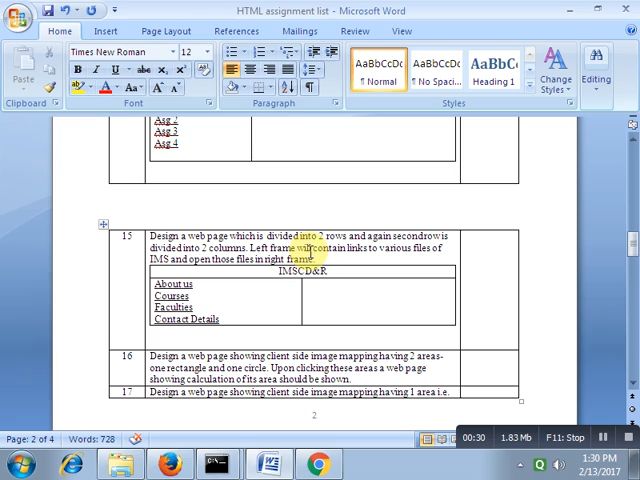 HTML assignment list - Microsoft Word
Home Insert Page Layout References Mailings Review View
Times New Roman 12
AaBbCcDc AaBbCcDc AaBbC
¶ Normal ¶ No Spaci... Heading 1
Paste Change Styles Editing
Clipboard Font Paragraph Styles
Asg 2
Asg 3
Asg 4
15 Design a web page which is divided into 2 rows and again secondrow is
divided into 2 columns. Left frame will contain links to various files of
IMS and open those files in right frame.
IMSCD&R
About us
Courses
Faculties
Contact Details
16 Design a web page showing client side image mapping having 2 areas-
one rectangle and one circle. Upon clicking these areas a web page
showing calculation of its area should be shown.
17 Design a web page showing client side image mapping having 1 area i.e.
2
Page: 2 of 4 Words: 728
00:30 1.83 Mb F11: Stop
1:30 PM
2/13/2017